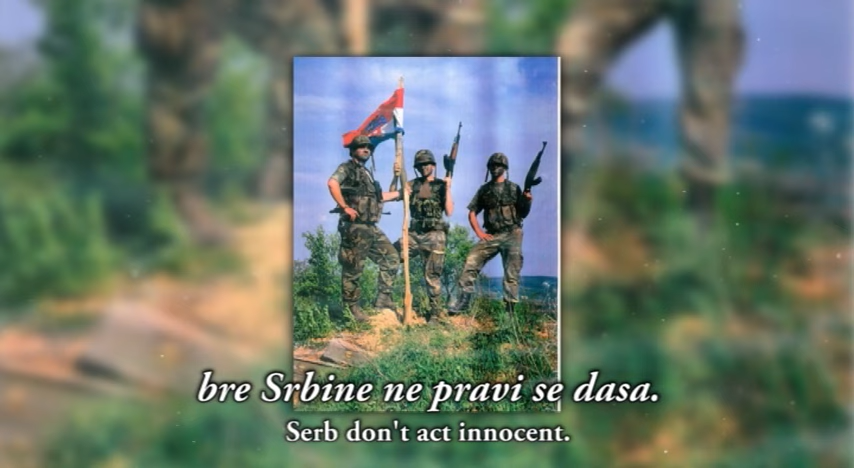 bre Srbine ne pravi se dasa.
Serb don't act innocent.